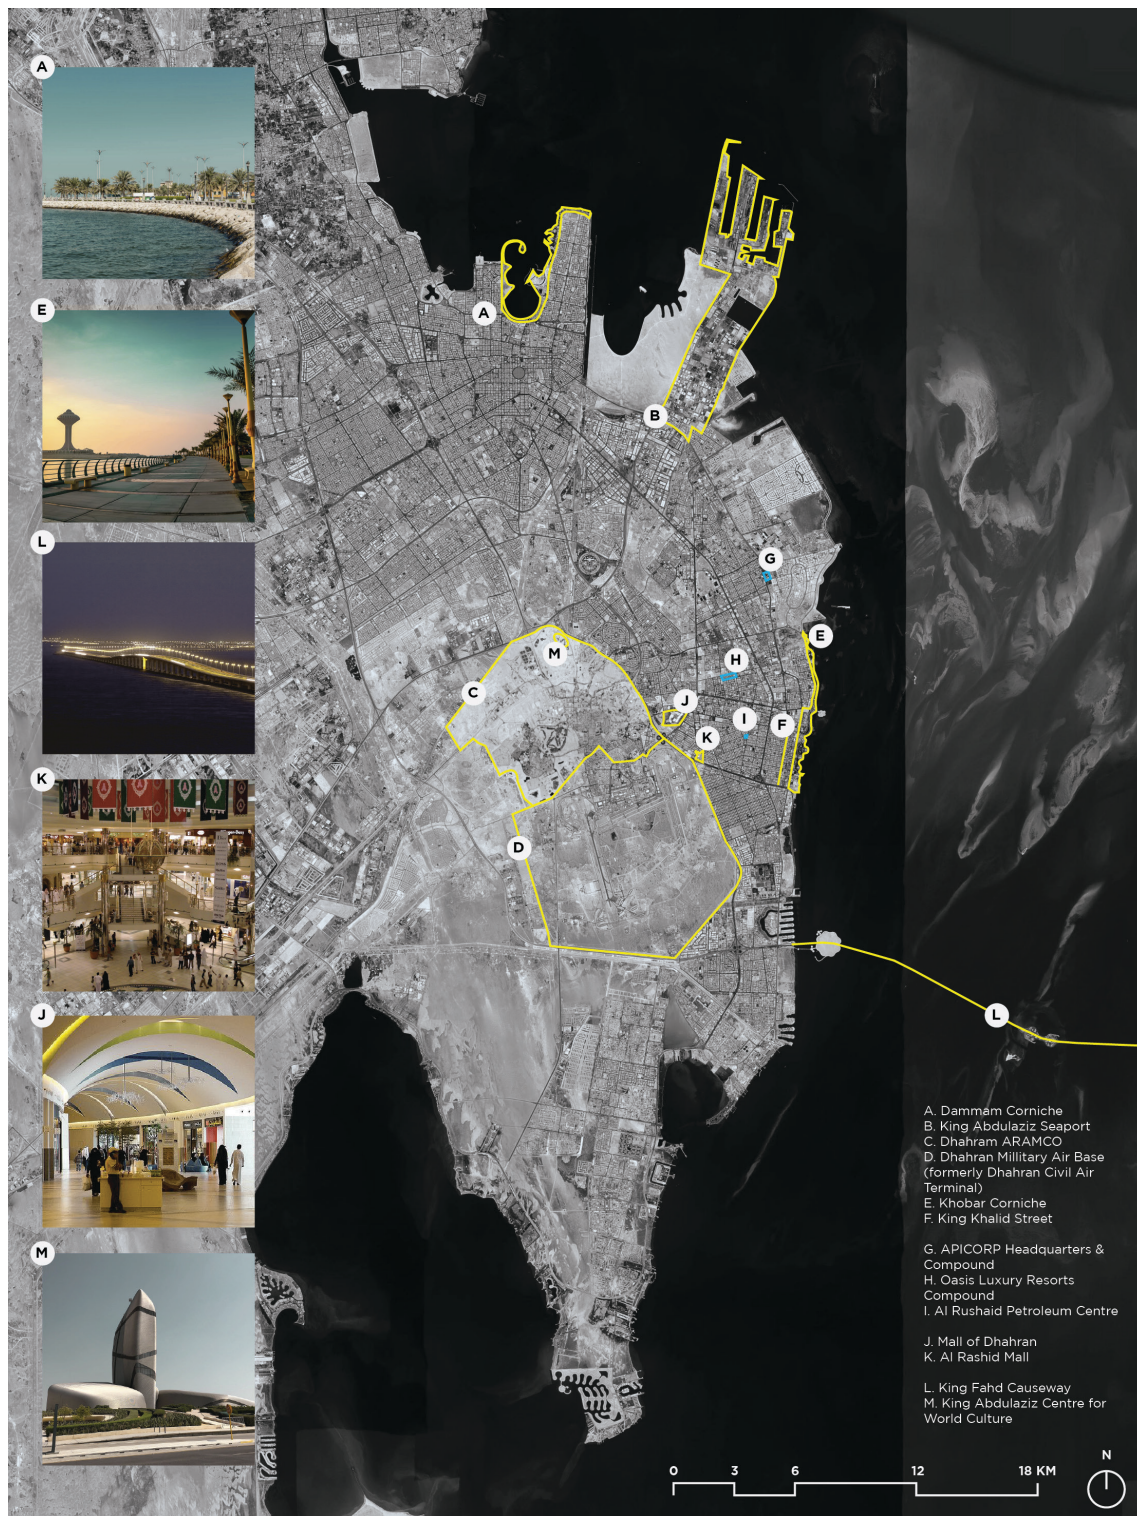 A
E
L
K
J
M
A
B
G
E
M
H
C
J
I
F
K
D
L
A. Dammam Corniche
B. King Abdulaziz Seaport
C. Dhahram ARAMCO
D. Dhahran Millitary Air Base
(formerly Dhahran Civil Air
Terminal)
E. Khobar Corniche
F. King Khalid Street
G. APICORP Headquarters &
Compound
H. Oasis Luxury Resorts
Compound
I. Al Rushaid Petroleum Centre
J. Mall of Dhahran
K. Al Rashid Mall
L. King Fahd Causeway
M. King Abdulaziz Centre for
World Culture
N
0 3 6 12 18 KM